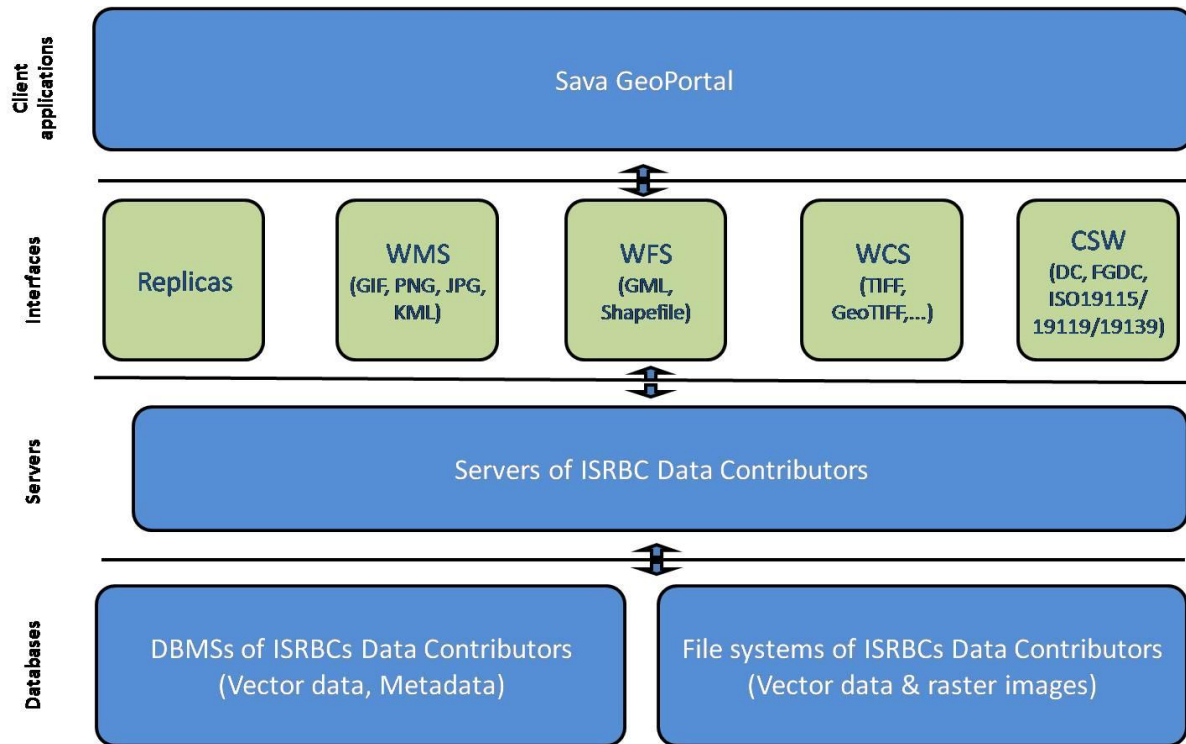 Client
applications
Sava GeoPortal
Interfaces
Replicas
WMS
(GIF, PNG, JPG,
KML)
WFS
(GML,
Shapefile)
WCS
(TIFF,
GeoTIFF,...)
CSW
(DC, FGDC,
ISO19115/
19119/19139)
Servers
Servers of ISRBC Data Contributors
Databases
DBMSs of ISRBCs Data Contributors
(Vector data, Metadata)
File systems of ISRBCs Data Contributors
(Vector data & raster images)